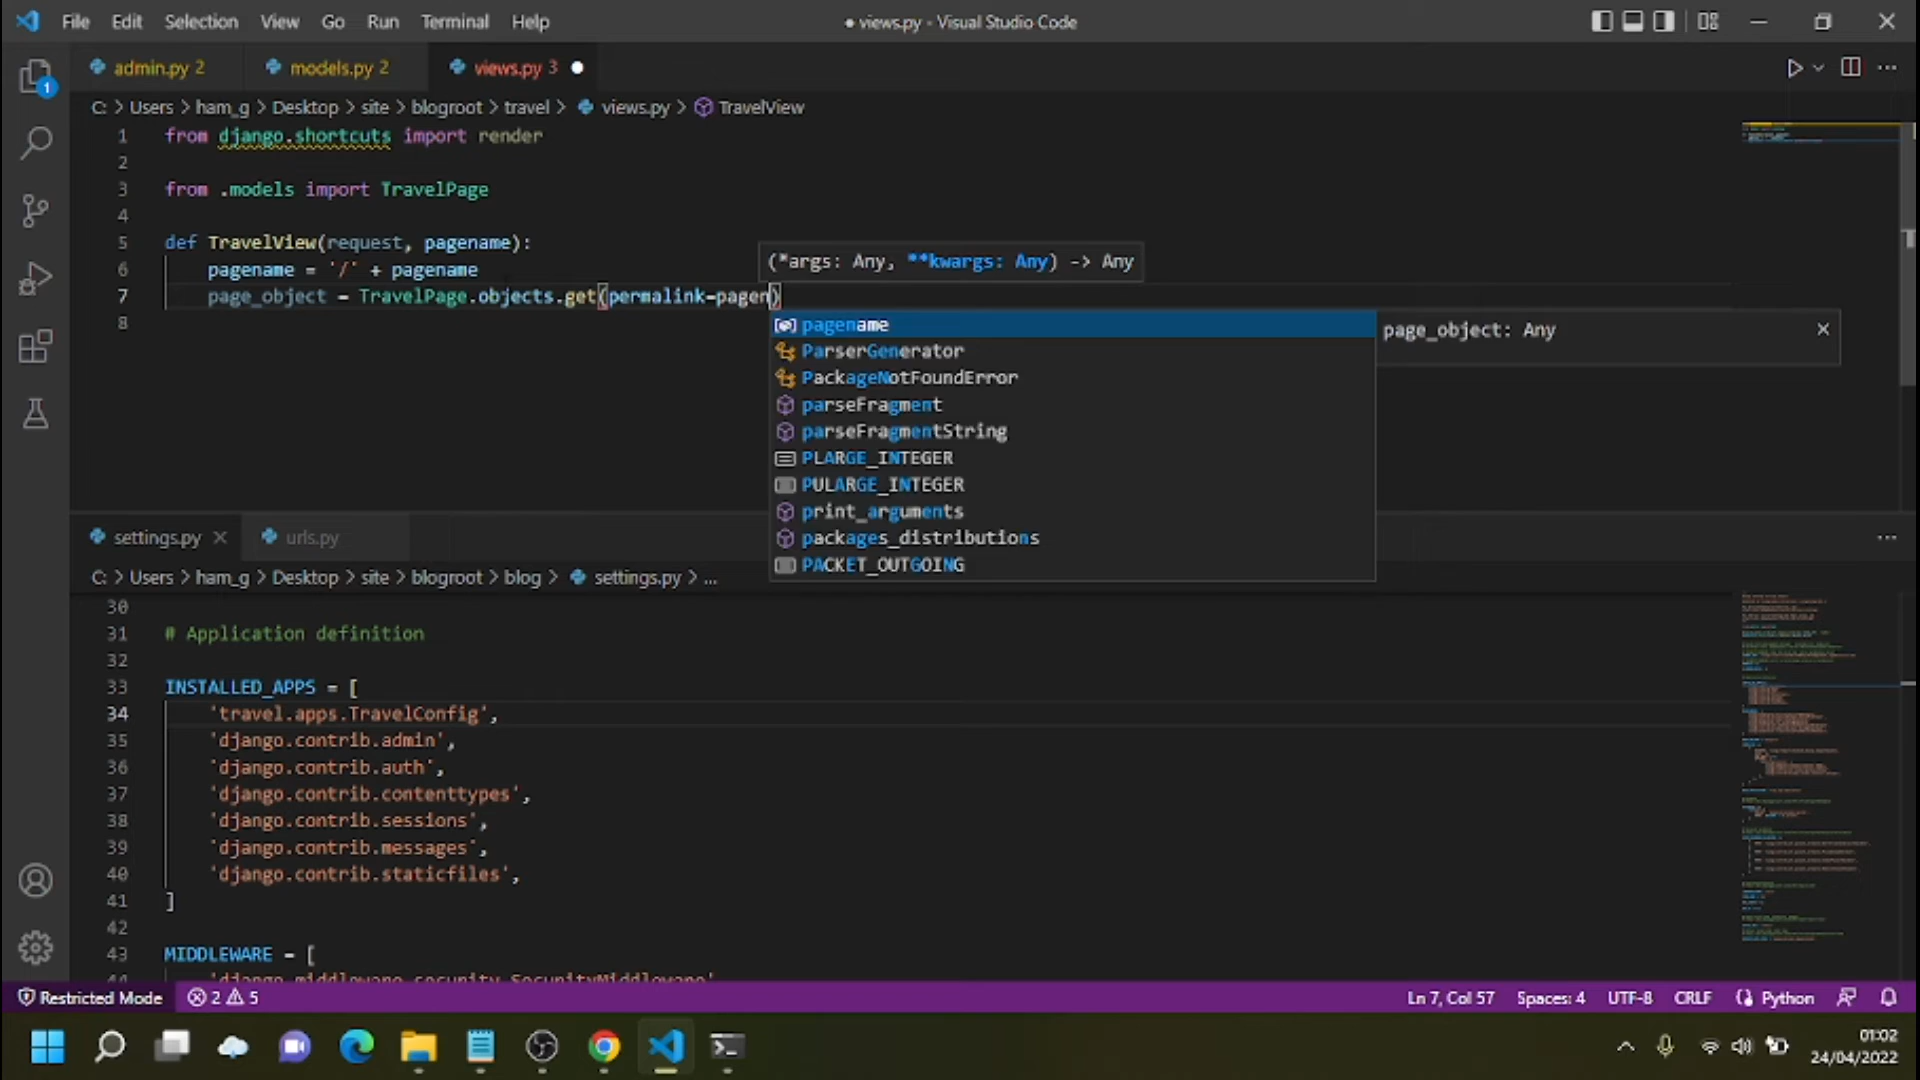 File Edit Selection View Go Run Terminal Help
● views.py - Visual Studio Code
admin.py 2 models.py 2 views.py 3 ●
C: > Users > ham_g > Desktop > site > blogroot > travel > views.py > TravelView
1 from django.shortcuts import render
2
3 from .models import TravelPage
4
5 def TravelView(request, pagename):
(*args: Any, **kwargs: Any) -> Any
6 pagename = '/' + pagename
7 page_object = TravelPage.objects.get(permalink=pagen)
8
pagename
page_object: Any
ParserGenerator
PackageNotFoundError
parseFragment
parseFragmentString
PLARGE_INTEGER
PULARGE_INTEGER
print_arguments
packages_distributions
PACKET_OUTGOING
settings.py urls.py
C: > Users > ham_g > Desktop > site > blogroot > blog > settings.py > ...
30
31 # Application definition
32
33 INSTALLED_APPS = [
34 'travel.apps.TravelConfig',
35 'django.contrib.admin',
36 'django.contrib.auth',
37 'django.contrib.contenttypes',
38 'django.contrib.sessions',
39 'django.contrib.messages',
40 'django.contrib.staticfiles',
41 ]
42
43 MIDDLEWARE = [
44 'django.middleware.security.SecurityMiddleware'
Restricted Mode 2 5 Ln 7, Col 57 Spaces: 4 UTF-8 CRLF Python
01:02
24/04/2022
1